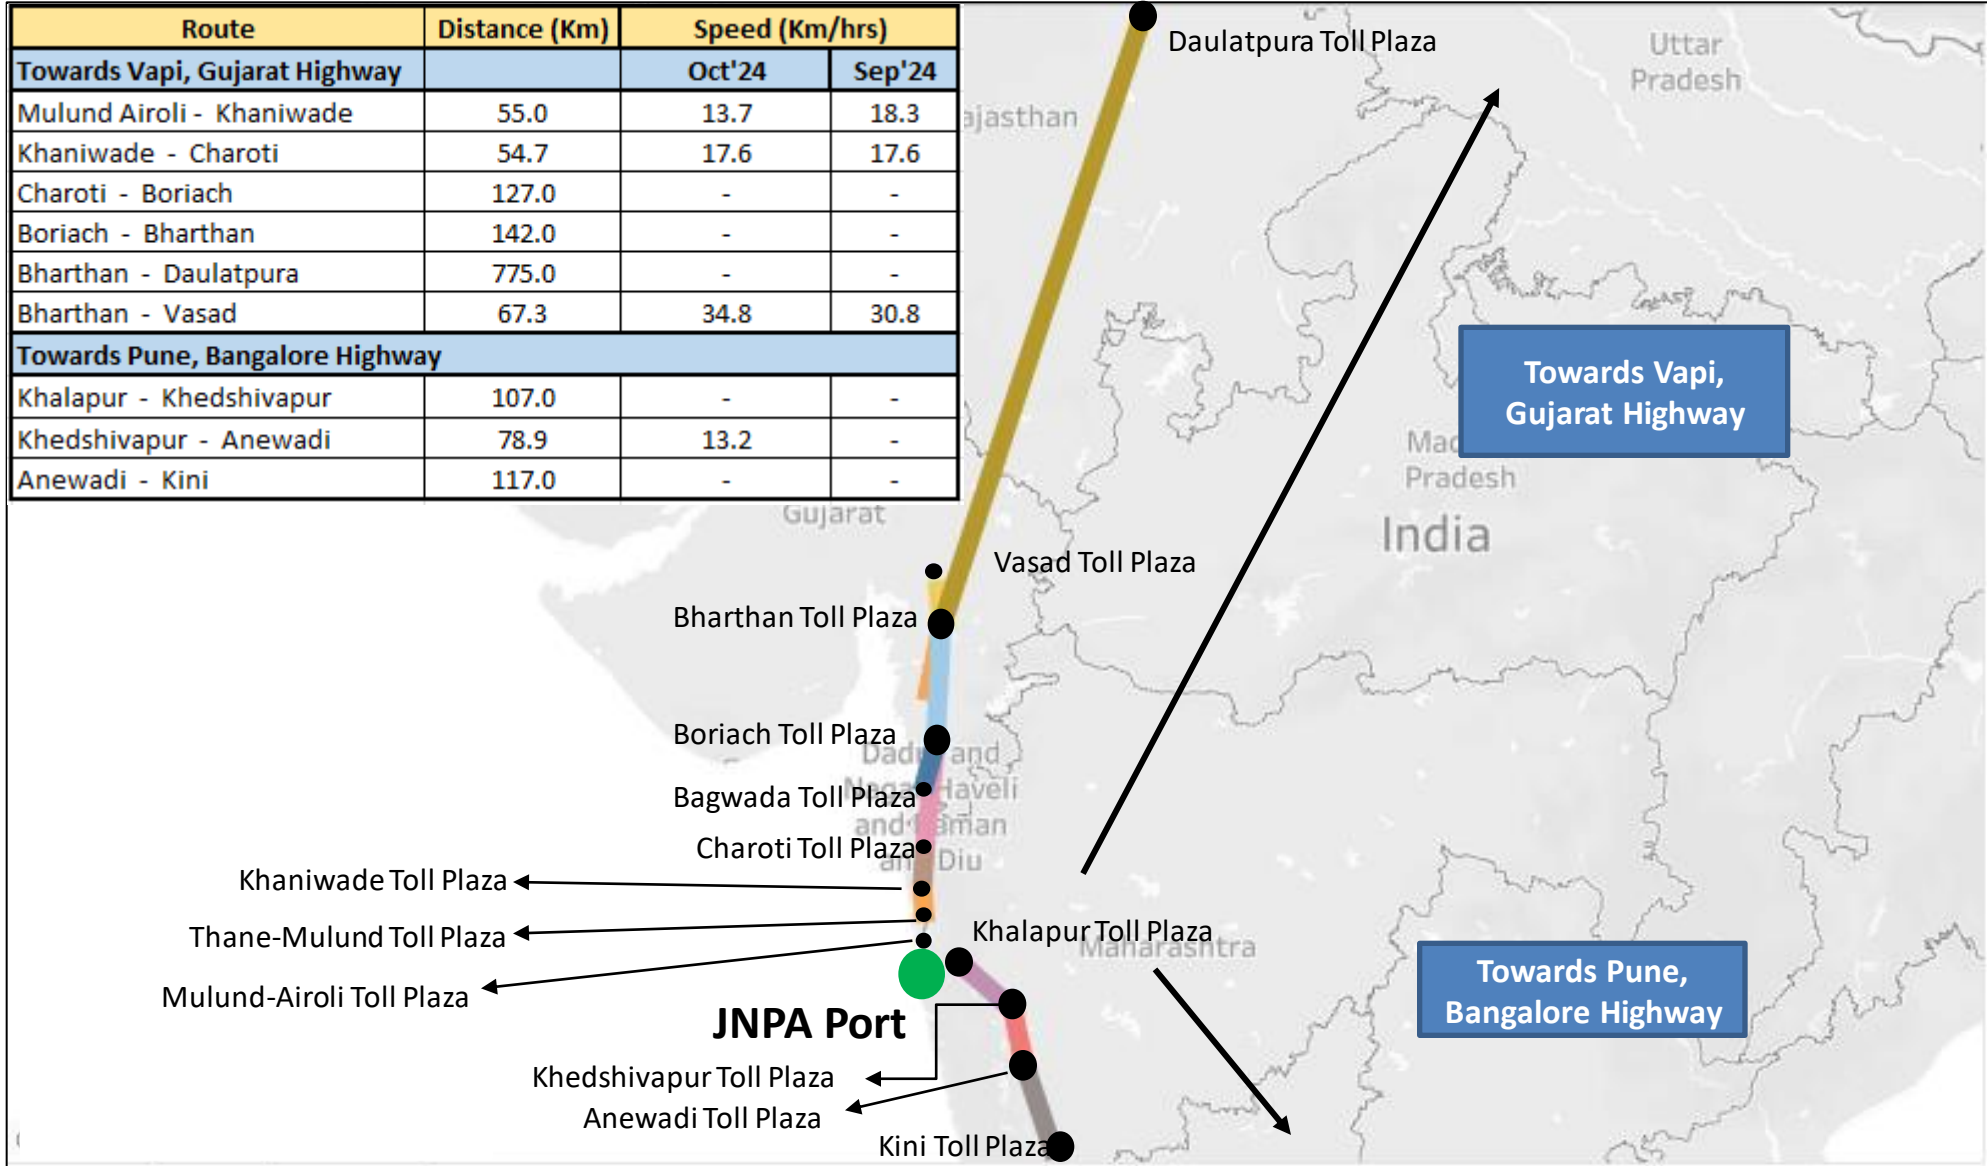 Route Distance (Km) Speed (Km/hrs)
Towards Vapi, Gujarat Highway Oct'24 Sep'24
Mulund Airoli - Khaniwade 55.0 13.7 18.3
Khaniwade - Charoti 54.7 17.6 17.6
Charoti - Boriach 127.0 - -
Boriach - Bharthan 142.0 - -
Bharthan - Daulatpura 775.0 - -
Bharthan - Vasad 67.3 34.8 30.8
Towards Pune, Bangalore Highway
Khalapur - Khedshivapur 107.0 - -
Khedshivapur - Anewadi 78.9 13.2 -
Anewadi - Kini 117.0 - -
Daulatpura Toll Plaza
Uttar
Pradesh
ajasthan
Towards Vapi,
Gujarat Highway
Pradesh
Gujarat
India
Vasad Toll Plaza
Bharthan Toll Plaza
Boriach Toll Plaza
and
Haveli
Bagwada Toll Plaza
and
Charoti Toll Plaza
Diu
Khaniwade Toll Plaza
Thane-Mulund Toll Plaza
Khalapur Toll Plaza
Maharashtra
Mulund-Airoli Toll Plaza
JNPA Port
Towards Pune,
Bangalore Highway
Khedshivapur Toll Plaza
Anewadi Toll Plaza
Kini Toll Plaza